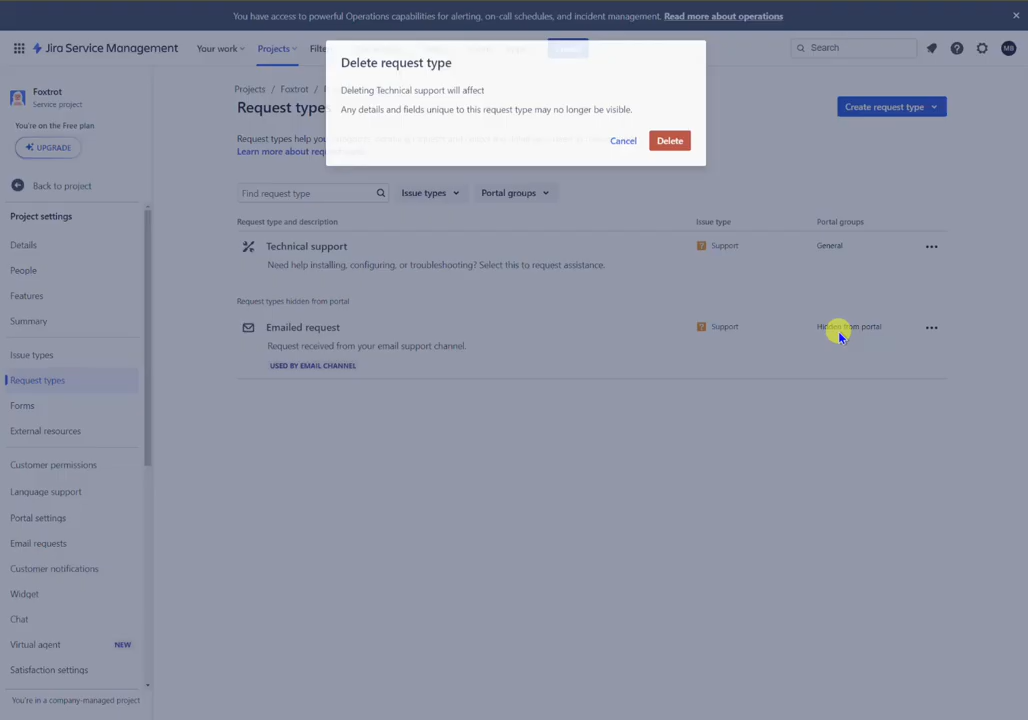 You have access to powerful Operations capabilities for alerting, on-call schedules, and incident management. Read more about operations
Jira Service Management
Your work
Projects
Search
MB
Delete request type
Deleting Technical support will affect
Any details and fields unique to this request type may no longer be visible.
Cancel
Delete
Foxtrot
Service project
You're on the Free plan
UPGRADE
Back to project
Project settings
Details
People
Features
Summary
Issue types
Request types
Forms
External resources
Customer permissions
Language support
Portal settings
Email requests
Customer notifications
Widget
Chat
Virtual agent NEW
Satisfaction settings
You're in a company-managed project
Projects / Foxtrot /
Create request type
Request types help you
Find request type
Issue types
Portal groups
Request type and description Issue type Portal groups
Technical support Support General
Need help installing, configuring, or troubleshooting? Select this to request assistance.
Request types hidden from portal
Emailed request Support Hidden from portal
Request received from your email support channel.
USED BY EMAIL CHANNEL